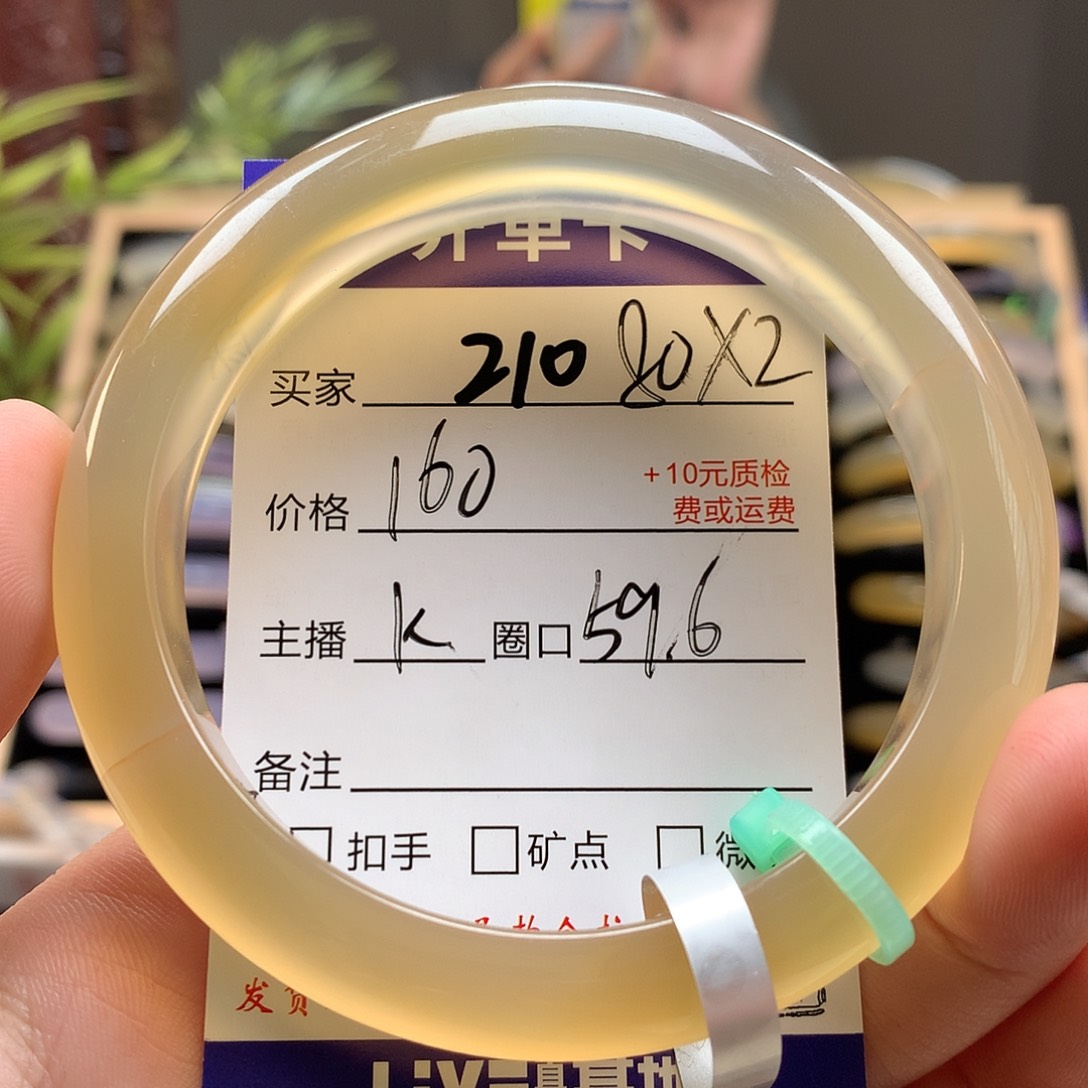 开单卡
买家 210 80X2
价格 160 +10元质检
费或运费
主播 K 圈口 59.6
备注
扣手 矿点 微
发货